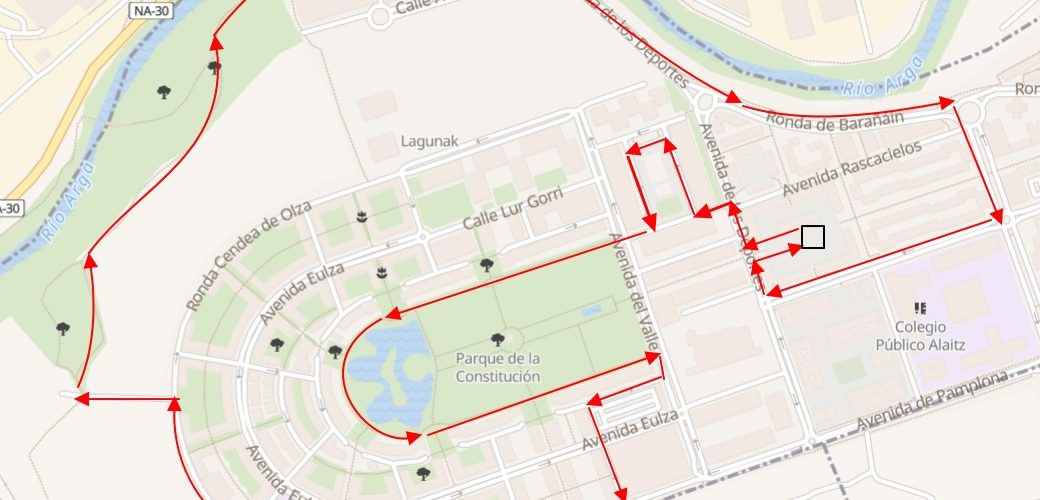 NA-30
Calle
de los Deportes
Río Arga
Ron
Ronda de Barañain
Lagunak
Avenida de los Deportes
Avenida Rascacielos
Río Arga
A-30
Calle Lur Gorri
Ronda Cendea de Olza
Avenida Eulza
Avenida del Valle
Colegio
Público Alaitz
Parque de la
Constitución
Avenida de Pamplona
Avenida Eulza
Avenida Eul